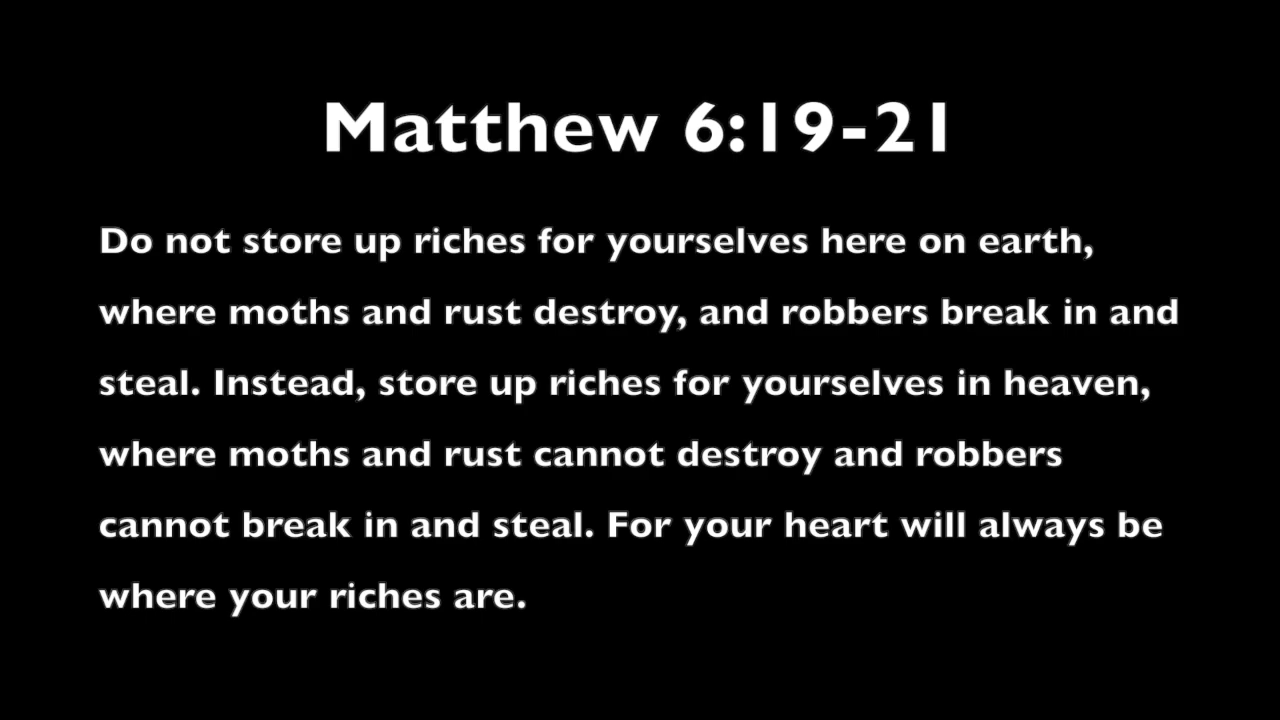 Matthew 6:19-21
Do not store up riches for yourselves here on earth,
where moths and rust destroy, and robbers break in and
steal. Instead, store up riches for yourselves in heaven,
where moths and rust cannot destroy and robbers
cannot break in and steal. For your heart will always be
where your riches are.